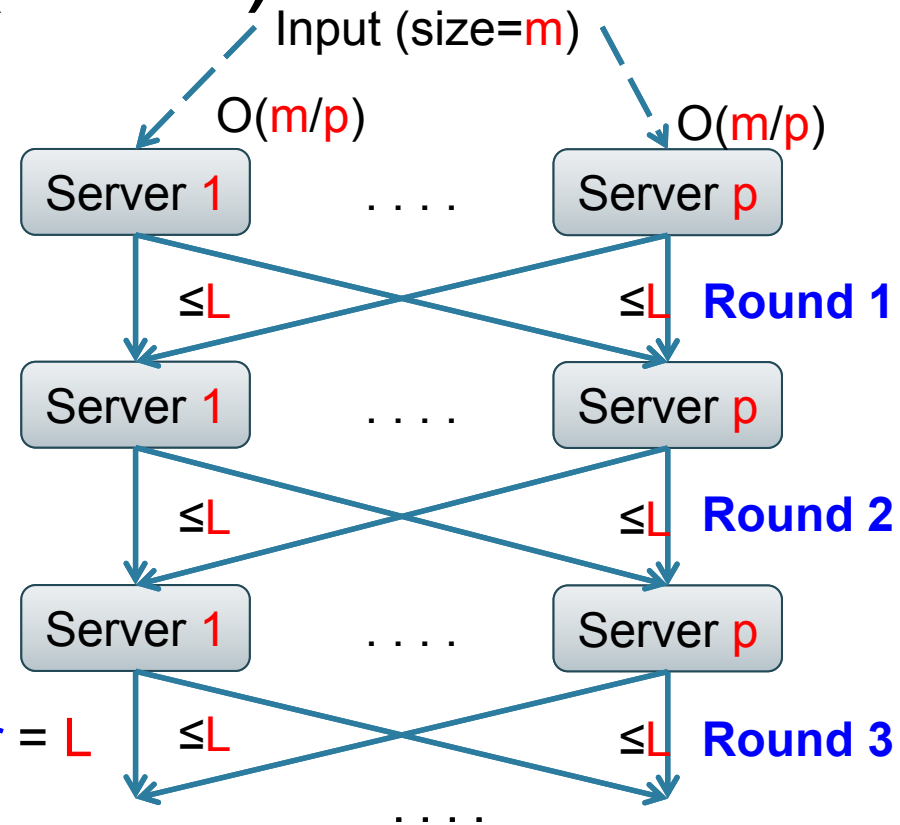 )
Input (size=m)
O(m/p) O(m/p)
Server 1 . . . . Server p
≤L ≤L Round 1
Server 1 . . . . Server p
≤L ≤L Round 2
Server 1 . . . . Server p
r = L ≤L ≤L Round 3
. . . .